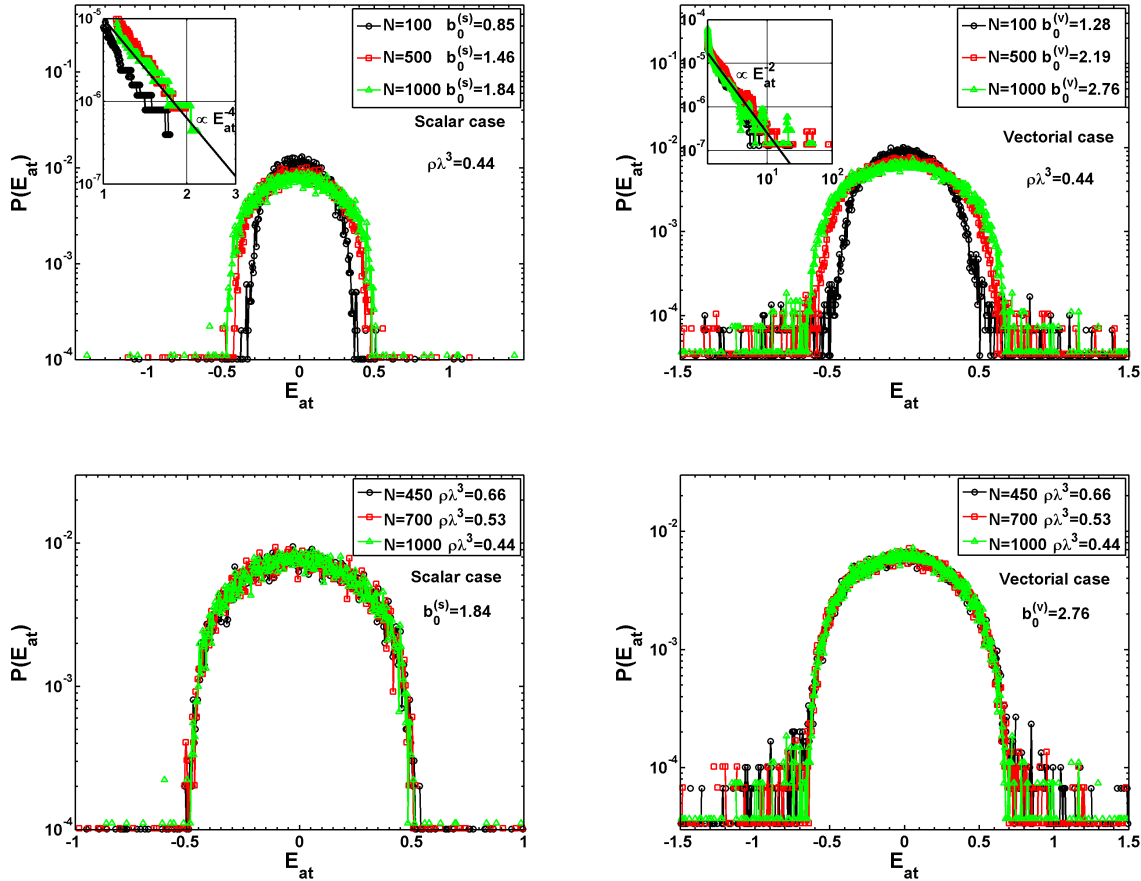 10^-5
10^-6
10^-7
1 2 3
∝ E_at^-4
N=100 b_0^(s)=0.85
N=500 b_0^(s)=1.46
N=1000 b_0^(s)=1.84
Scalar case
ρλ^3=0.44
10^-1
10^-2
10^-3
10^-4
P(E_at)
-1 -0.5 0 0.5 1
E_at
10^-4
10^-5
10^-6
10^-7
10^1 10^2
∝ E_at^-2
N=100 b_0^(v)=1.28
N=500 b_0^(v)=2.19
N=1000 b_0^(v)=2.76
Vectorial case
ρλ^3=0.44
10^-1
10^-2
10^-3
10^-4
P(E_at)
-1.5 -1 -0.5 0 0.5 1 1.5
E_at
N=450 ρλ^3=0.66
N=700 ρλ^3=0.53
N=1000 ρλ^3=0.44
Scalar case
b_0^(s)=1.84
10^-2
10^-3
10^-4
P(E_at)
-1 -0.5 0 0.5 1
E_at
N=450 ρλ^3=0.66
N=700 ρλ^3=0.53
N=1000 ρλ^3=0.44
Vectorial case
b_0^(v)=2.76
10^-2
10^-3
10^-4
P(E_at)
-1.5 -1 -0.5 0 0.5 1 1.5
E_at